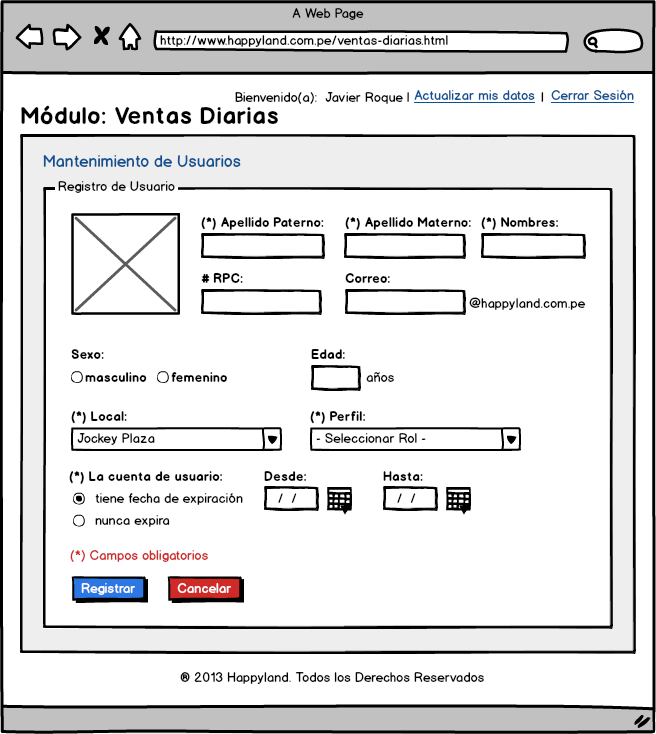 A Web Page
http://www.happyland.com.pe/ventas-diarias.html
Bienvenido(a): Javier Roque | Actualizar mis datos | Cerrar Sesión
Módulo: Ventas Diarias
Mantenimiento de Usuarios
Registro de Usuario
(*) Apellido Paterno: (*) Apellido Materno: (*) Nombres:
# RPC: Correo:
@happyland.com.pe
Sexo: Edad:
masculino femenino años
(*) Local: (*) Perfil:
Jockey Plaza - Seleccionar Rol -
(*) La cuenta de usuario: Desde: Hasta:
tiene fecha de expiración / / / /
nunca expira
(*) Campos obligatorios
Registrar Cancelar
® 2013 Happyland. Todos los Derechos Reservados